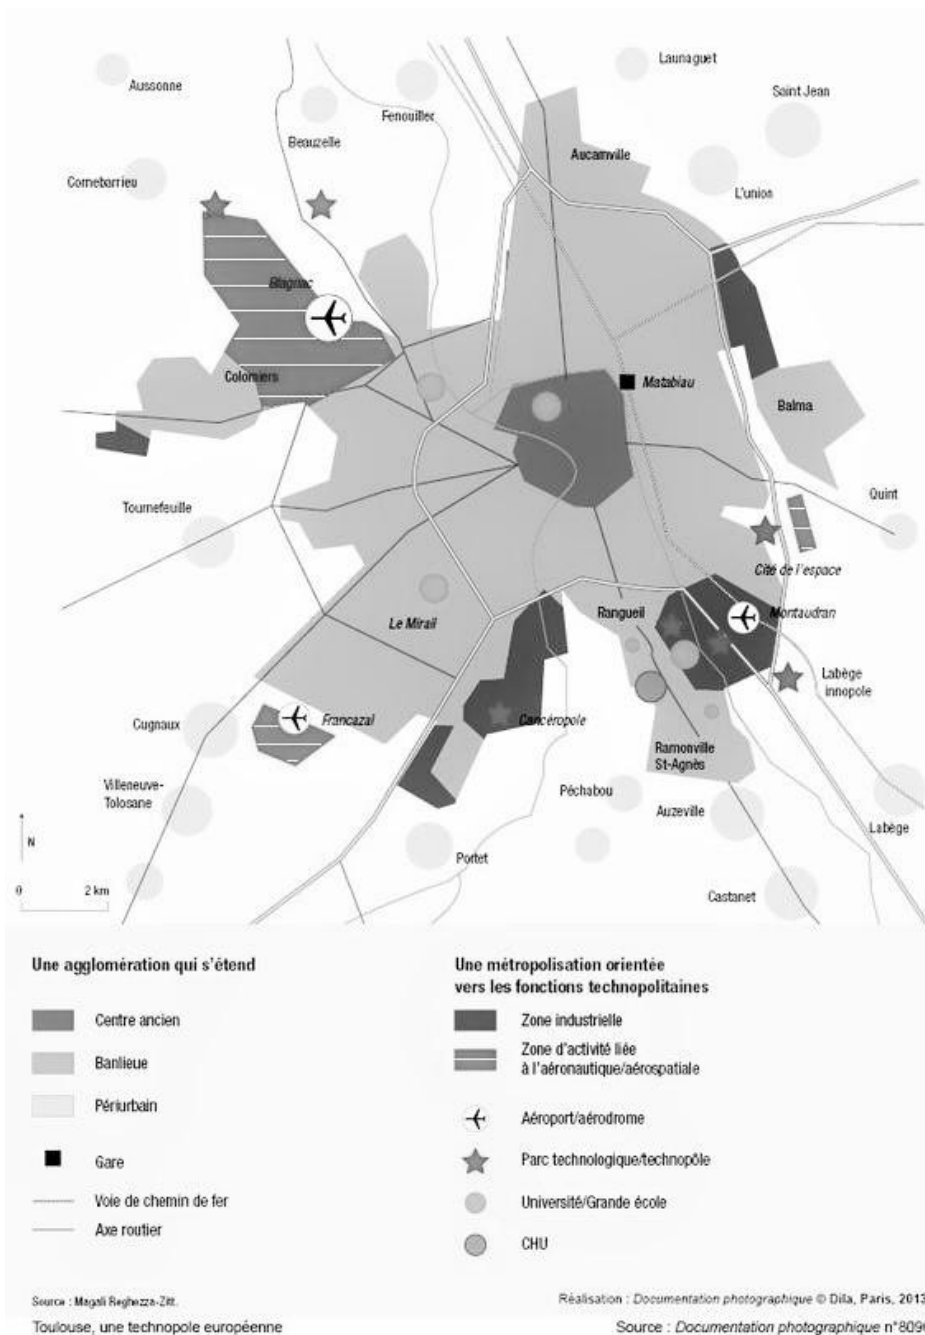 Launaguet
Aussonne
Saint Jean
Fenouiller
Beauzelle
Aucamville
Cornebarrieu
L'union
Blagnac
Colomiers
Matabiau
Balma
Tournefeuille
Quint
Cité de l'espace
Rangueil
Montaudran
Le Mirail
Labège
innopole
Cugnaux
Francazal
Cancéropole
Ramonville
St-Agnès
Villeneuve-
Tolosane
Péchabou
Auzeville
Labège
N
Portet
0 2 km
Castanet
Une agglomération qui s'étend
Centre ancien
Banlieue
Périurbain
Gare
Voie de chemin de fer
Axe routier
Une métropolisation orientée
vers les fonctions technopolitaines
Zone industrielle
Zone d'activité liée
à l'aéronautique/aérospatiale
Aéroport/aérodrome
Parc technologique/technopôle
Université/Grande école
CHU
Source : Magali Reghezza-Zitt.
Réalisation : Documentation photographique © Dila, Paris, 2013
Toulouse, une technopole européenne
Source : Documentation photographique n°809